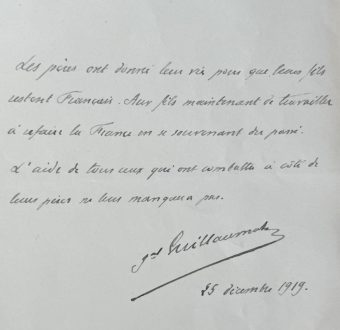 Les pères ont donné leur vie pour que leurs fils
restent Français. Aux fils maintenant de travailler
à refaire la France en se souvenant du passé.
L'aide de tous ceux qui ont combattu à côté de
leurs pères ne leur manquera pas.
gal Guillaumat
25 décembre 1919.